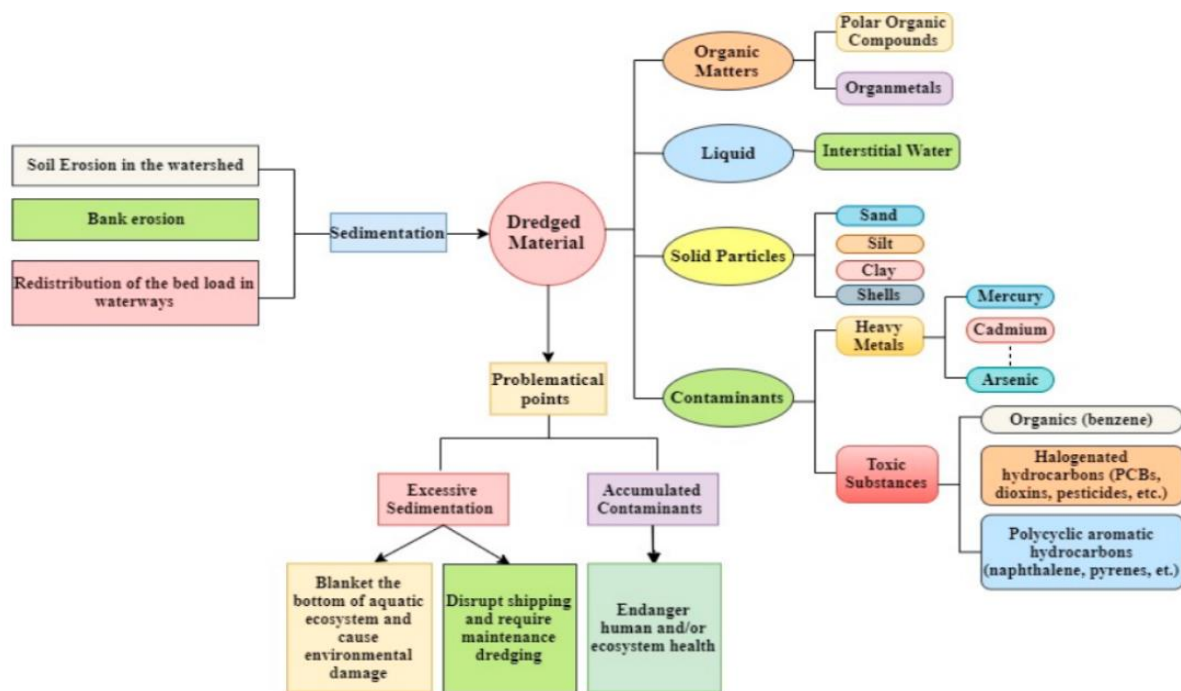 Soil Erosion in the watershed
Bank erosion
Redistribution of the bed load in
waterways
Sedimentation
Dredged
Material
Organic
Matters
Polar Organic
Compounds
Organmetals
Liquid
Interstitial Water
Solid Particles
Sand
Silt
Clay
Shells
Contaminants
Heavy
Metals
Mercury
Cadmium
Arsenic
Toxic
Substances
Organics (benzene)
Halogenated
hydrocarbons (PCBs,
dioxins, pesticides, etc.)
Polycyclic aromatic
hydrocarbons
(naphthalene, pyrenes, et.)
Problematical
points
Excessive
Sedimentation
Accumulated
Contaminants
Blanket the
bottom of aquatic
ecosystem and
cause
environmental
damage
Disrupt shipping
and require
maintenance
dredging
Endanger
human and/or
ecosystem health